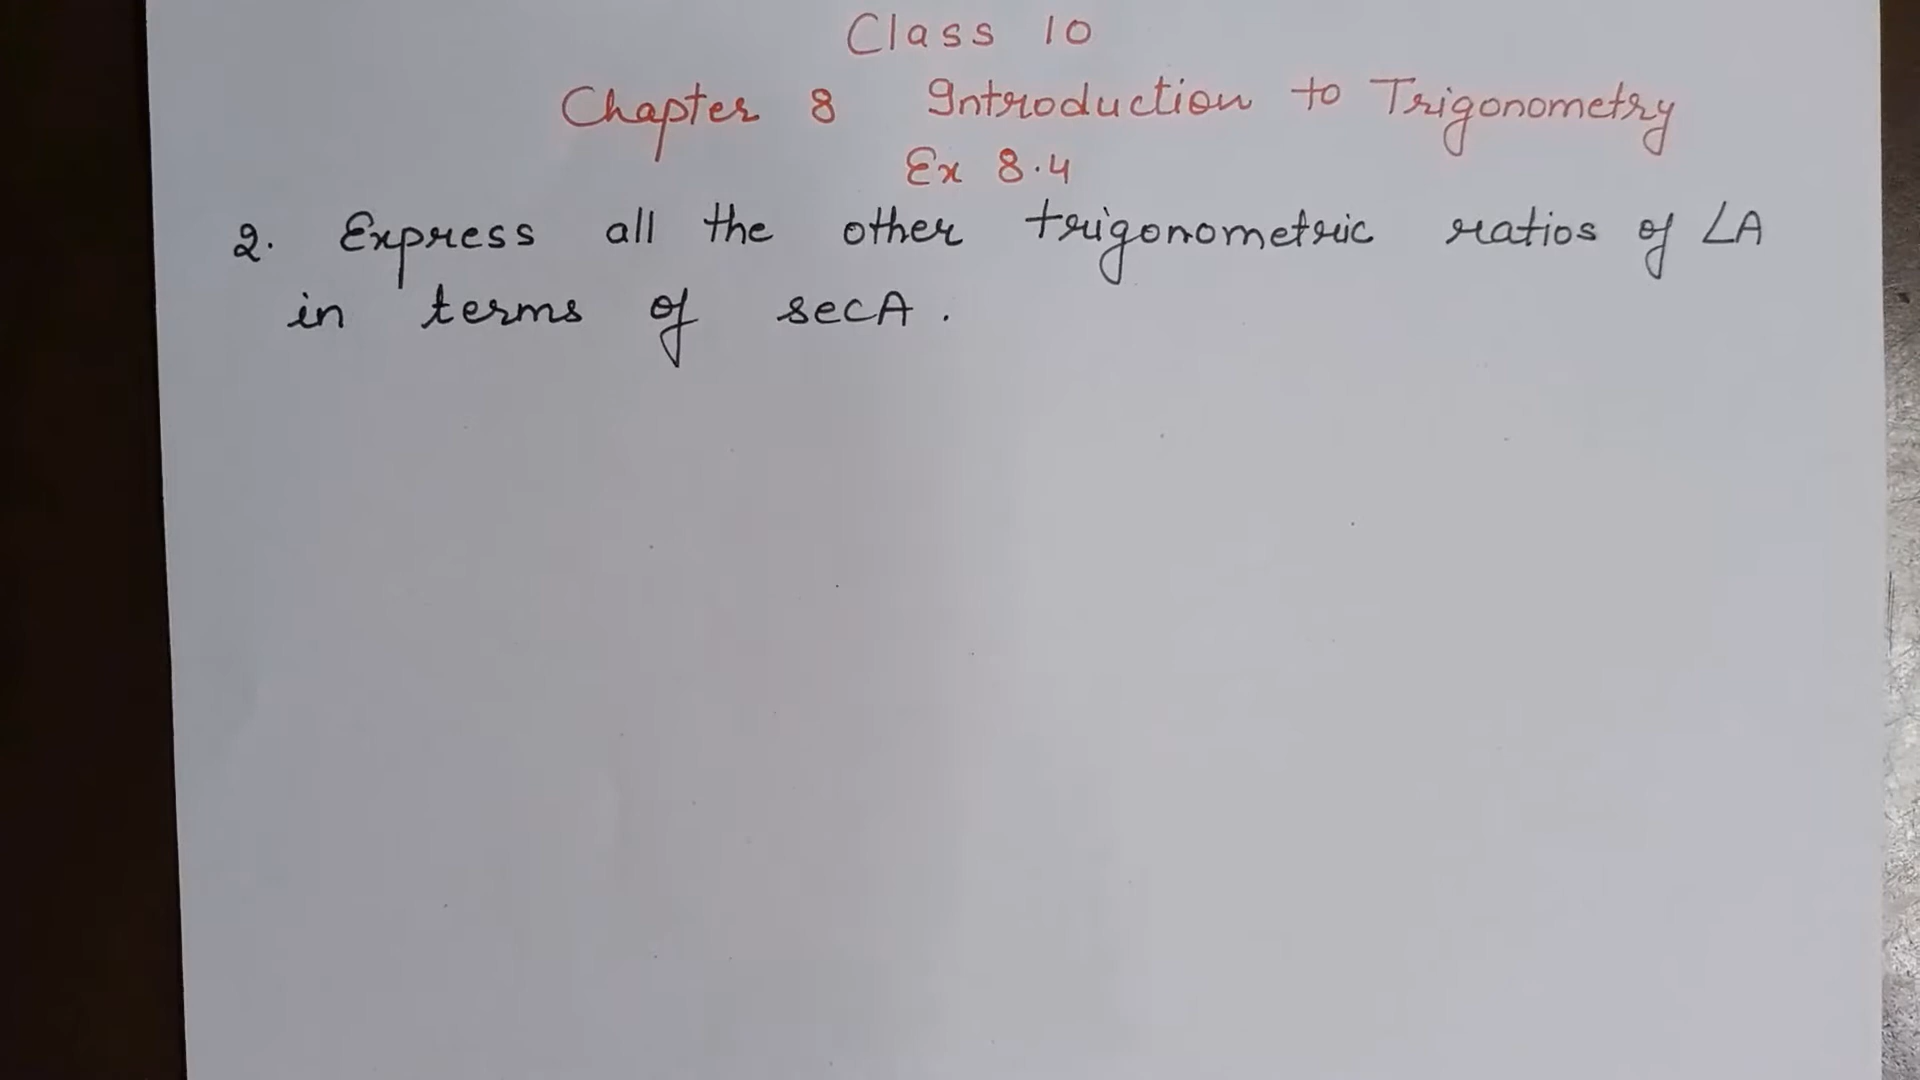 Class 10
Chapter 8 Introduction to Trigonometry
Ex 8.4
2. Express all the other trigonometric ratios of ∠A
in terms of secA.